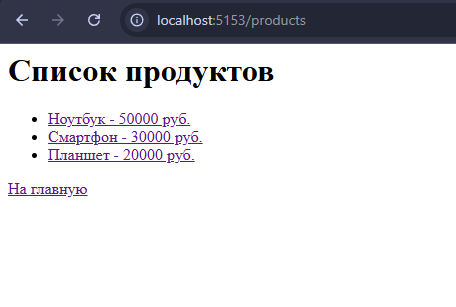 localhost:5153/products
Список продуктов
Ноутбук - 50000 руб.
Смартфон - 30000 руб.
Планшет - 20000 руб.
На главную